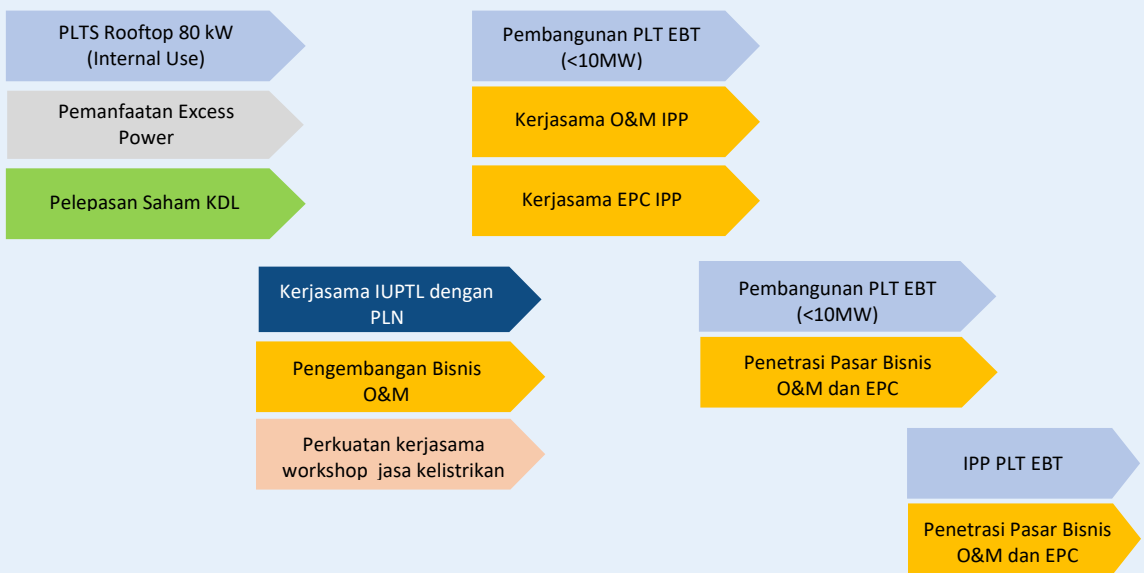 PLTS Rooftop 80 kW
(Internal Use)
Pemanfaatan Excess
Power
Pelepasan Saham KDL
Pembangunan PLT EBT
(<10MW)
Kerjasama O&M IPP
Kerjasama EPC IPP
Kerjasama IUPTL dengan
PLN
Pengembangan Bisnis
O&M
Perkuatan kerjasama
workshop jasa kelistrikan
Pembangunan PLT EBT
(<10MW)
Penetrasi Pasar Bisnis
O&M dan EPC
IPP PLT EBT
Penetrasi Pasar Bisnis
O&M dan EPC